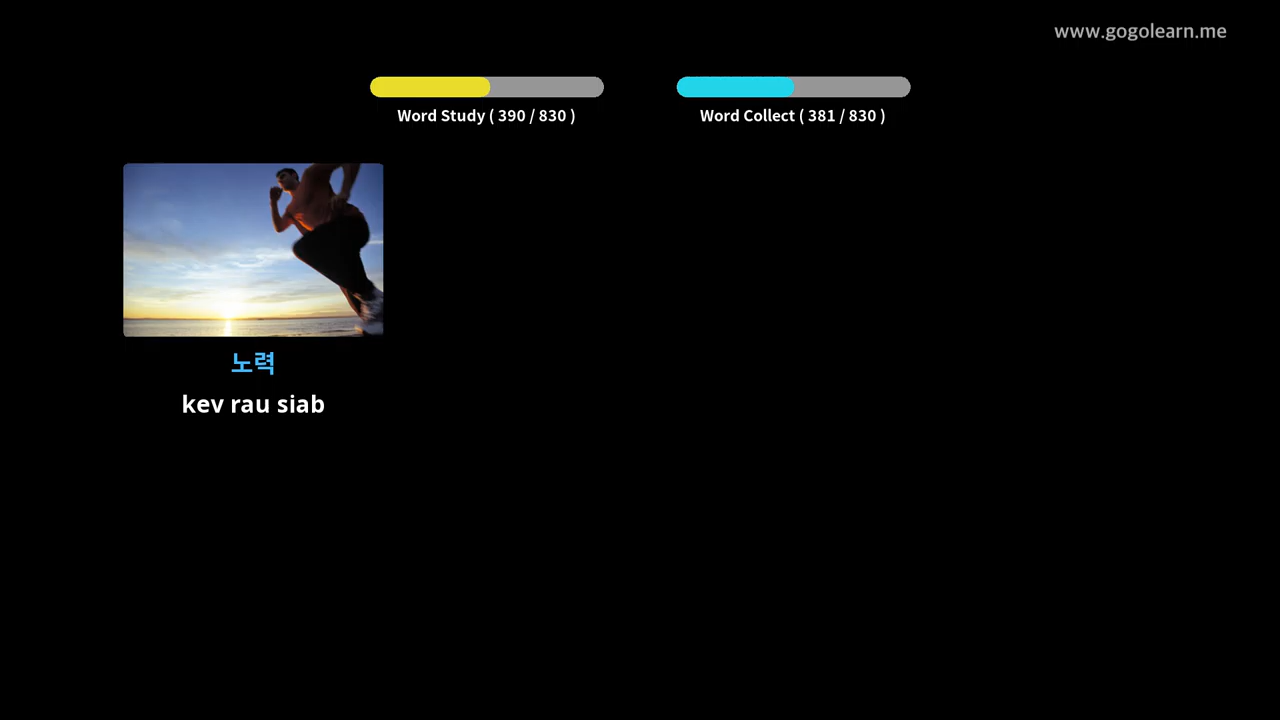 www.gogolearn.me
Word Study ( 390 / 830 )
Word Collect ( 381 / 830 )
노력
kev rau siab